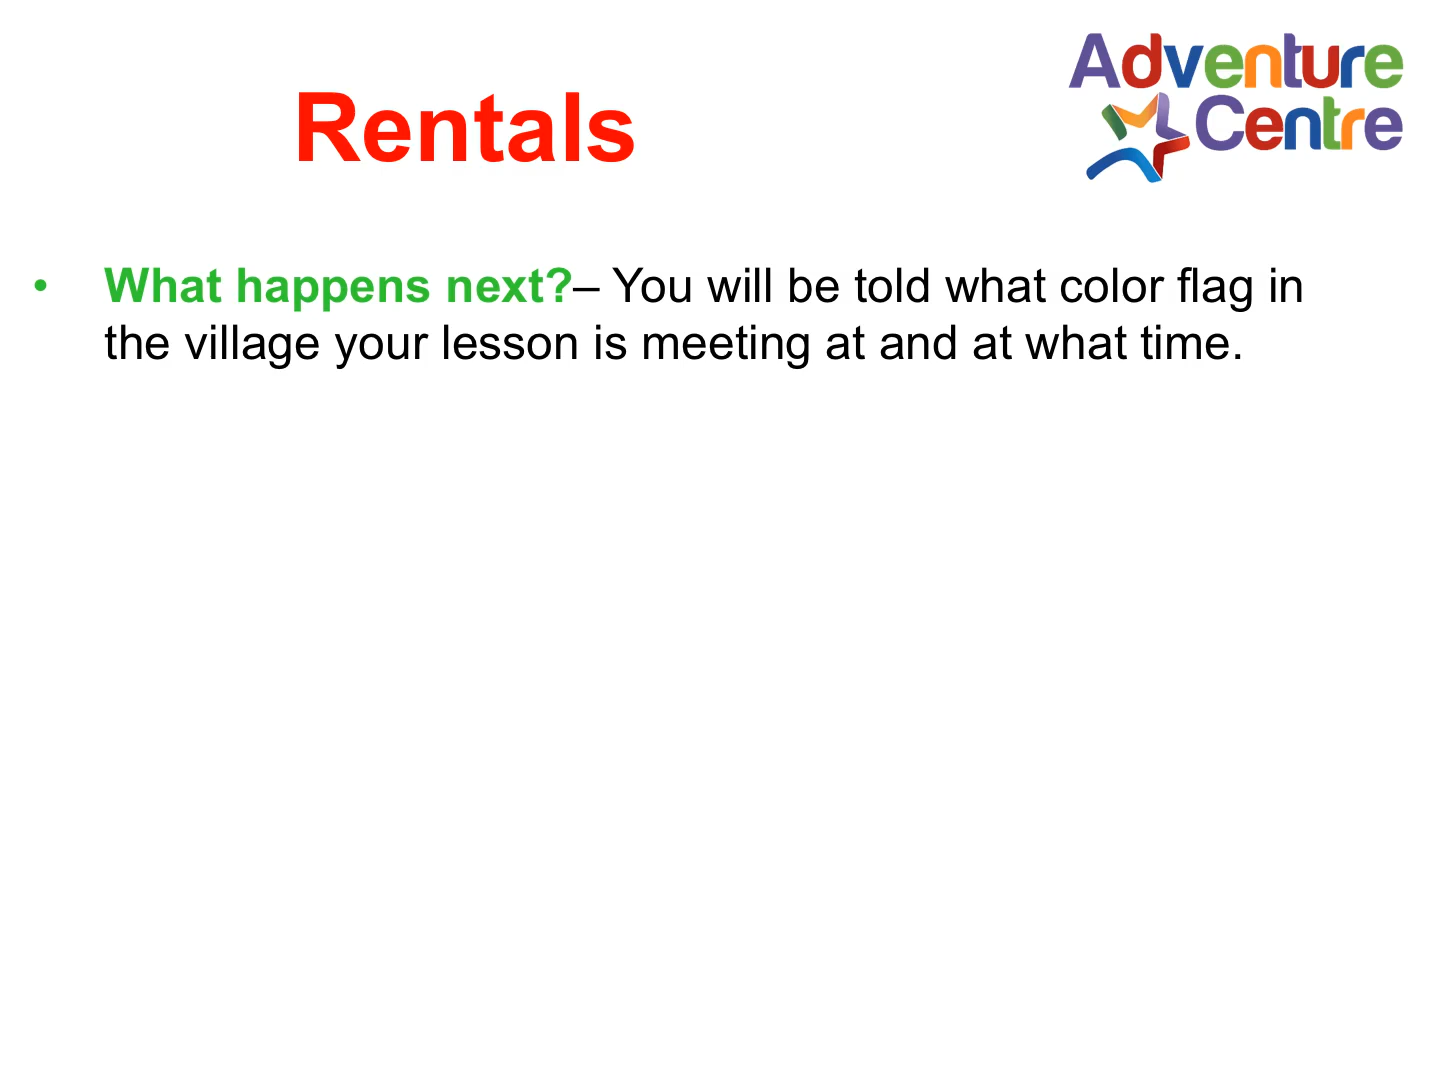 Adventure
Centre
Rentals
• What happens next?– You will be told what color flag in
the village your lesson is meeting at and at what time.